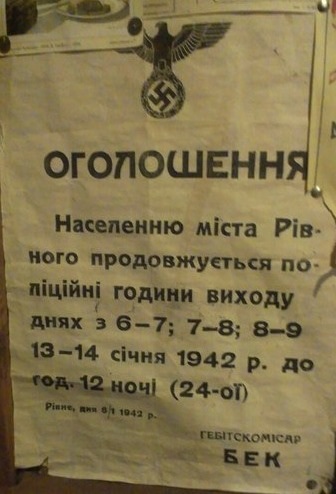 ОГОЛОШЕННЯ
Населенню міста Рів-
ного продовжується по-
ліційні години виходу
днях з 6–7; 7–8; 8–9
13–14 січня 1942 р. до
год. 12 ночі (24-ої)
Рівне, дня 6/1 1942 р.
ГЕБІТСКОМІСАР
БЕК